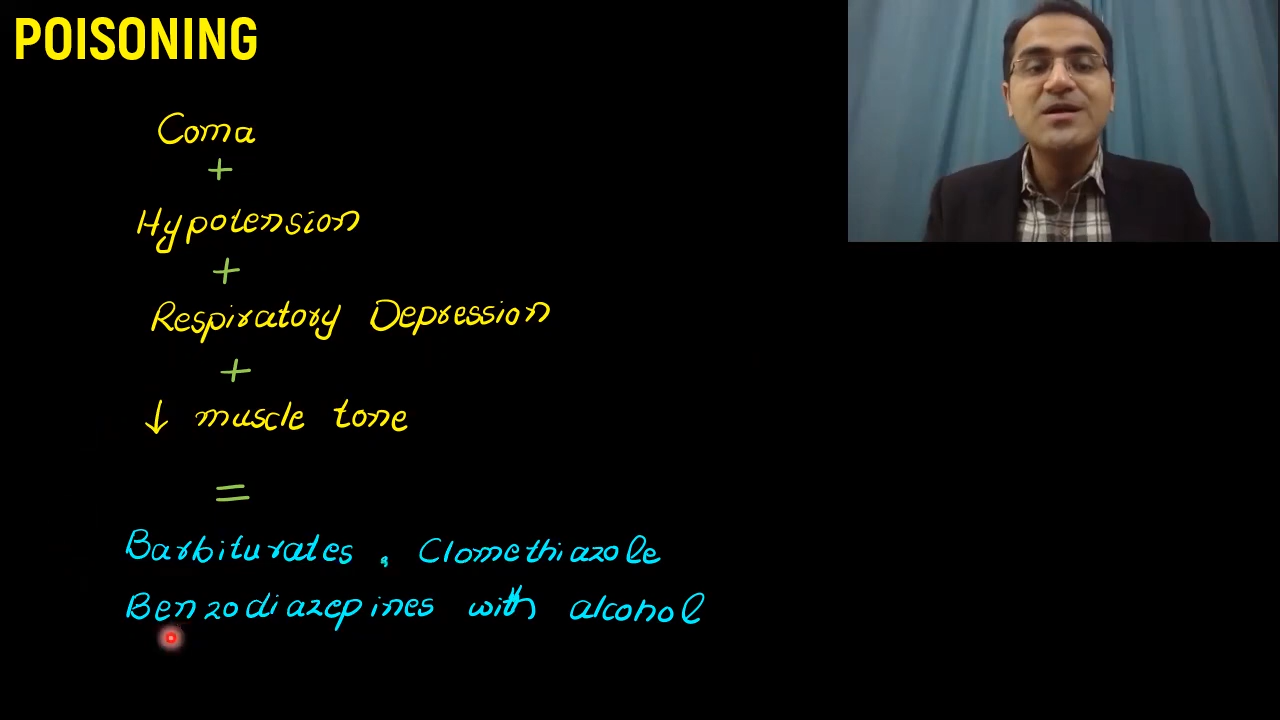 POISONING
Coma
+
Hypotension
+
Respiratory Depression
+
↓ muscle tone
=
Barbiturates, Clomethiazole
Benzodiazepines with alcohol